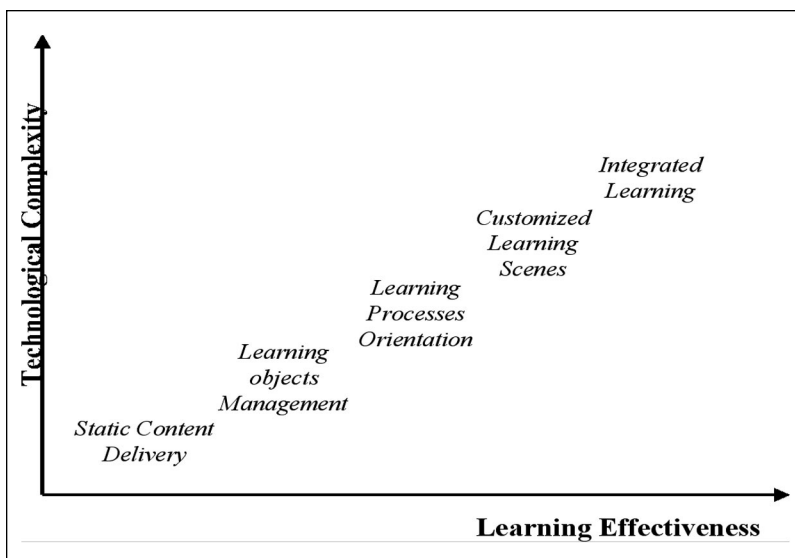 Technological Complexity
Integrated
Learning
Customized
Learning
Scenes
Learning
Processes
Orientation
Learning
objects
Management
Static Content
Delivery
Learning Effectiveness